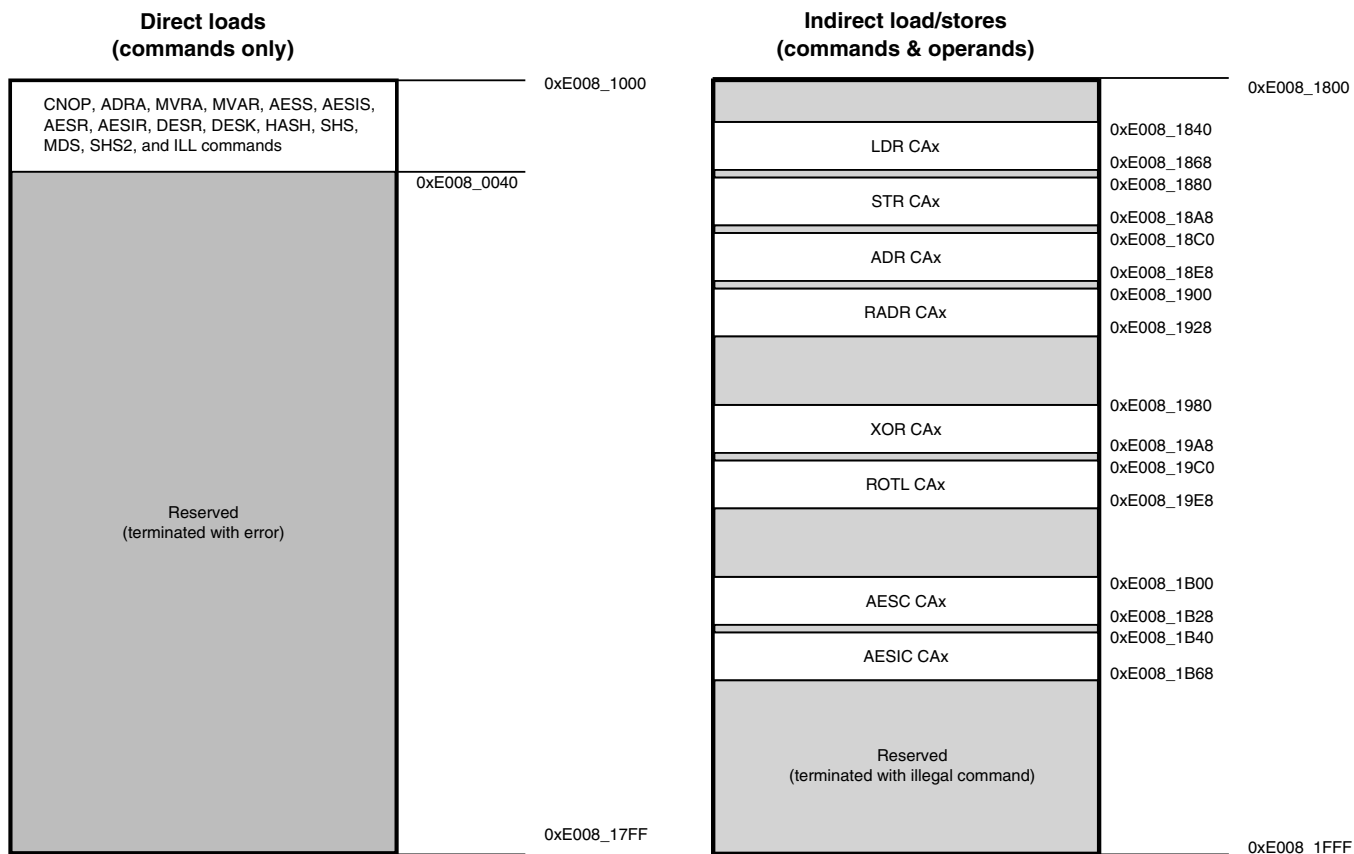 Direct loads
(commands only)
0xE008_1000
CNOP, ADRA, MVRA, MVAR, AESS, AESIS,
AESR, AESIR, DESR, DESK, HASH, SHS,
MDS, SHS2, and ILL commands
0xE008_0040
Reserved
(terminated with error)
0xE008_17FF
Indirect load/stores
(commands & operands)
0xE008_1800
LDR CAx
0xE008_1840
0xE008_1868
STR CAx
0xE008_1880
0xE008_18A8
ADR CAx
0xE008_18C0
0xE008_18E8
RADR CAx
0xE008_1900
0xE008_1928
XOR CAx
0xE008_1980
0xE008_19A8
ROTL CAx
0xE008_19C0
0xE008_19E8
AESC CAx
0xE008_1B00
0xE008_1B28
AESIC CAx
0xE008_1B40
0xE008_1B68
Reserved
(terminated with illegal command)
0xE008_1FFF